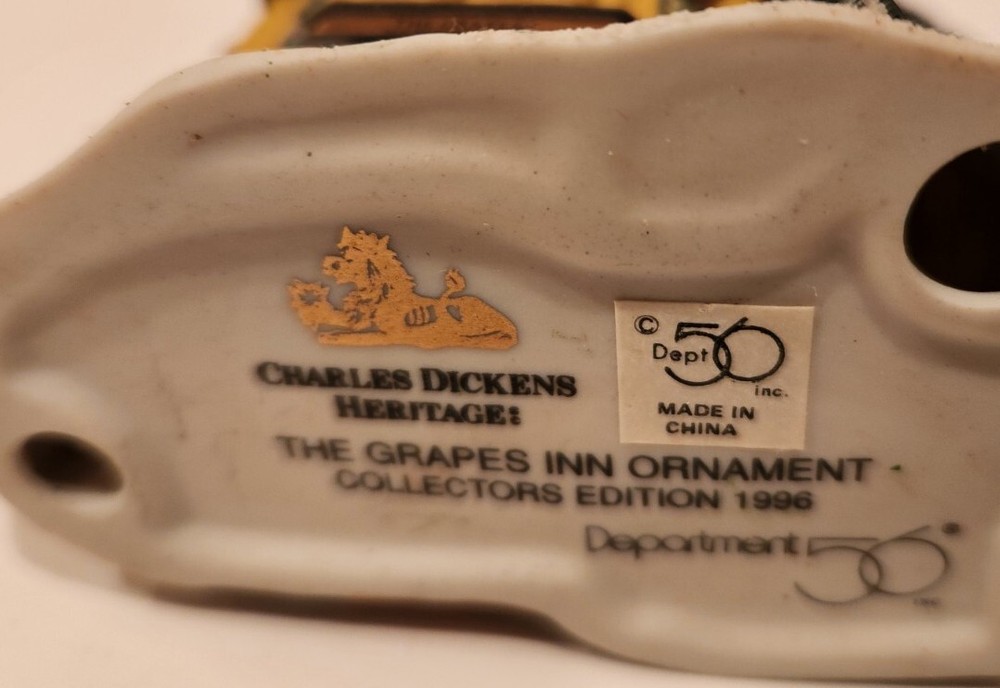 CHARLES DICKENS
HERITAGE:
© Dept 56
inc.
MADE IN
CHINA
THE GRAPES INN ORNAMENT
COLLECTORS EDITION 1996
Department 56®